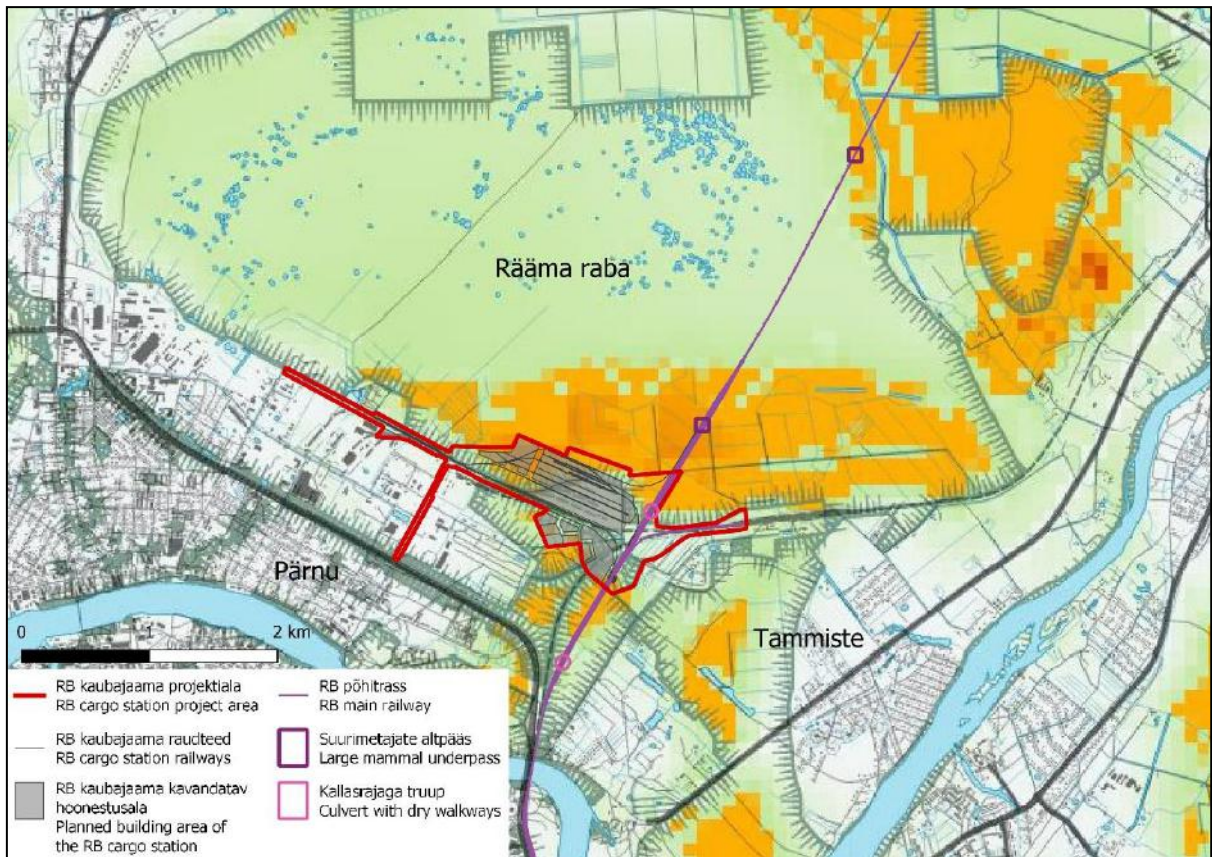 Rääma raba
Pärnu
Tammiste
0 1 2 km
RB kaubajaama projektiala
RB cargo station project area
RB kaubajaama raudteed
RB cargo station railways
RB kaubajaama kavandatav
hoonestusala
Planned building area of
the RB cargo station
RB põhitrass
RB main railway
Suurimetajate altpääs
Large mammal underpass
Kallasrajaga truup
Culvert with dry walkways